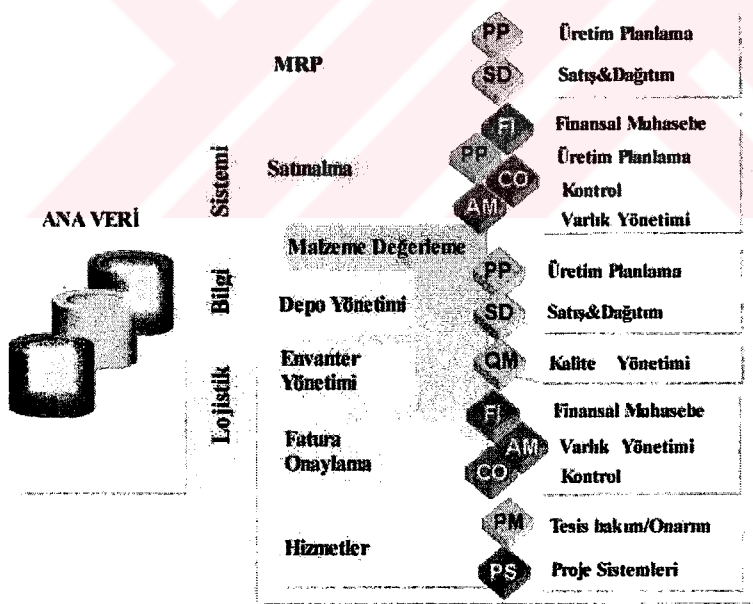 ANA VERİ
Lojistik Bilgi Sistemi
MRP
Satınalma
Malzeme Değerleme
Depo Yönetimi
Envanter
Yönetimi
Fatura
Onaylama
Hizmetler
PP Üretim Planlama
SD Satış&Dağıtım
FI Finansal Muhasebe
PP Üretim Planlama
CO Kontrol
AM Varlık Yönetimi
PP Üretim Planlama
SD Satış&Dağıtım
QM Kalite Yönetimi
FI Finansal Muhasebe
AM Varlık Yönetimi
CO Kontrol
PM Tesis bakım/Onarım
PS Proje Sistemleri